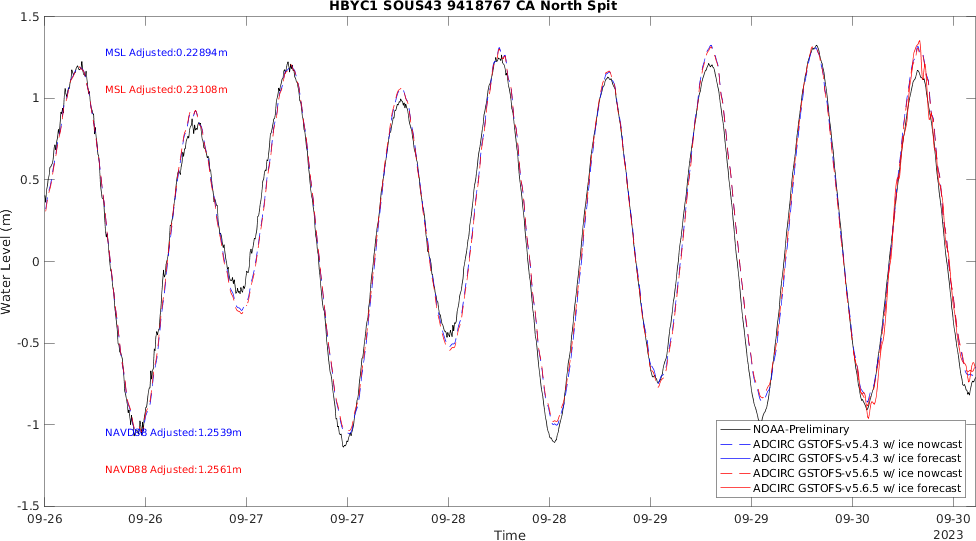 HBYC1 SOUS43 9418767 CA North Spit
1.5
MSL Adjusted:0.22894m
MSL Adjusted:0.23108m
1
0.5
0
-0.5
-1
-1.5
Water Level (m)
NAVD88 Adjusted:1.2539m
NAVD88 Adjusted:1.2561m
NOAA-Preliminary
ADCIRC GSTOFS-v5.4.3 w/ ice nowcast
ADCIRC GSTOFS-v5.4.3 w/ ice forecast
ADCIRC GSTOFS-v5.6.5 w/ ice nowcast
ADCIRC GSTOFS-v5.6.5 w/ ice forecast
09-26 09-26 09-27 09-27 09-28 09-28 09-29 09-29 09-30 09-30
Time
2023